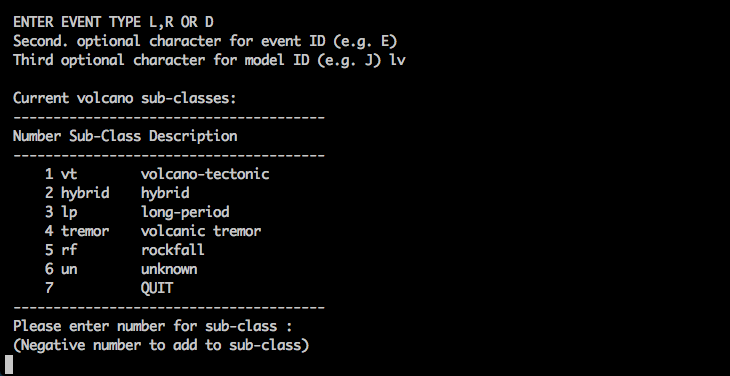 ENTER EVENT TYPE L,R OR D
Second. optional character for event ID (e.g. E)
Third optional character for model ID (e.g. J) lv
Current volcano sub-classes:
---------------------------------------
Number Sub-Class Description
---------------------------------------
1 vt volcano-tectonic
2 hybrid hybrid
3 lp long-period
4 tremor volcanic tremor
5 rf rockfall
6 un unknown
7 QUIT
---------------------------------------
Please enter number for sub-class :
(Negative number to add to sub-class)